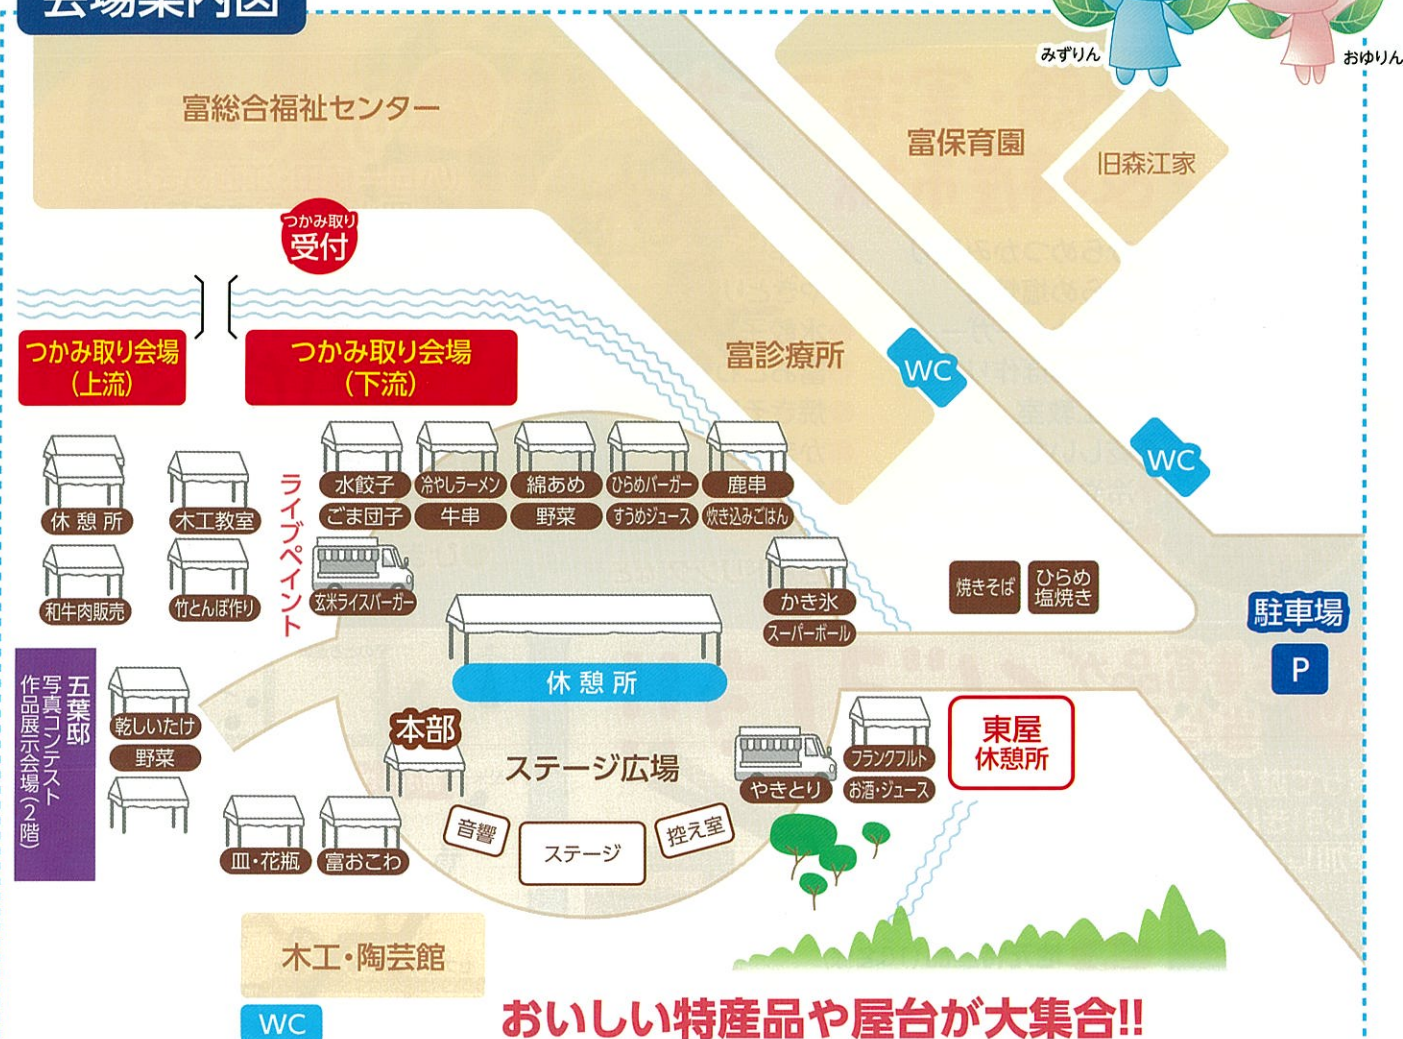 会場案内図
みずりん
おゆりん
富総合福祉センター
富保育園
旧森江家
つかみ取り
受付
つかみ取り会場
(上流)
つかみ取り会場
(下流)
富診療所
WC
WC
休憩所
木工教室
ライブペイント
水餃子
ごま団子
冷やしラーメン
牛串
綿あめ
野菜
ひらめバーガー
すうめジュース
鹿串
炊き込みごはん
和牛肉販売
竹とんぼ作り
玄米ライスバーガー
かき氷
スーパーボール
焼きそば
ひらめ
塩焼き
駐車場
P
休憩所
五葉邸
写真コンテスト
作品展示会場(2階)
乾しいたけ
野菜
本部
ステージ広場
やきとり
フランクフルト
お酒・ジュース
東屋
休憩所
皿・花瓶
富おこわ
音響
ステージ
控え室
木工・陶芸館
WC
おいしい特産品や屋台が大集合!!